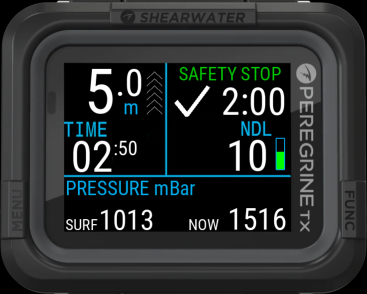 SHEARWATER
5.0 m
SAFETY STOP
2:00
TIME
02:50
NDL
10
PRESSURE mBar
SURF 1013 NOW 1516
PEREGRINE TX
MENU
FUNC